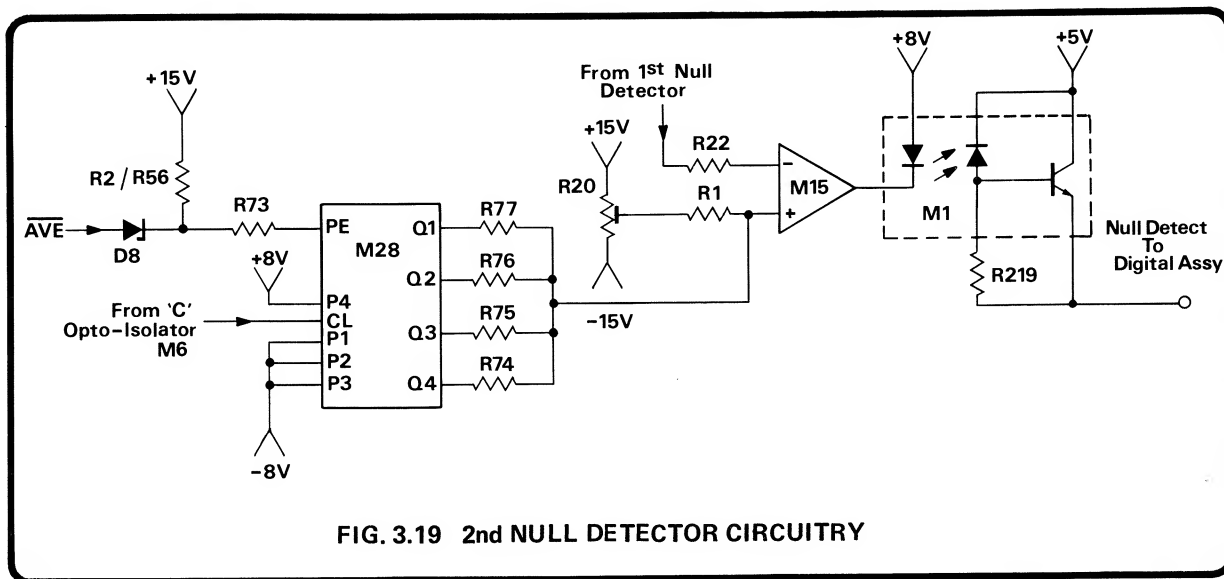 +15V
R2/R56
A̅V̅E̅
D8
R73
+8V
From 'C'
Opto-Isolator
M6
-8V
PE
M28
P4
CL
P1
P2
P3
Q1
Q2
Q3
Q4
R77
R76
R75
R74
From 1st Null
Detector
+15V
R20
-15V
R22
R1
-
M15
+
+8V
M1
+5V
R219
Null Detect
To
Digital Assy
FIG. 3.19 2nd NULL DETECTOR CIRCUITRY